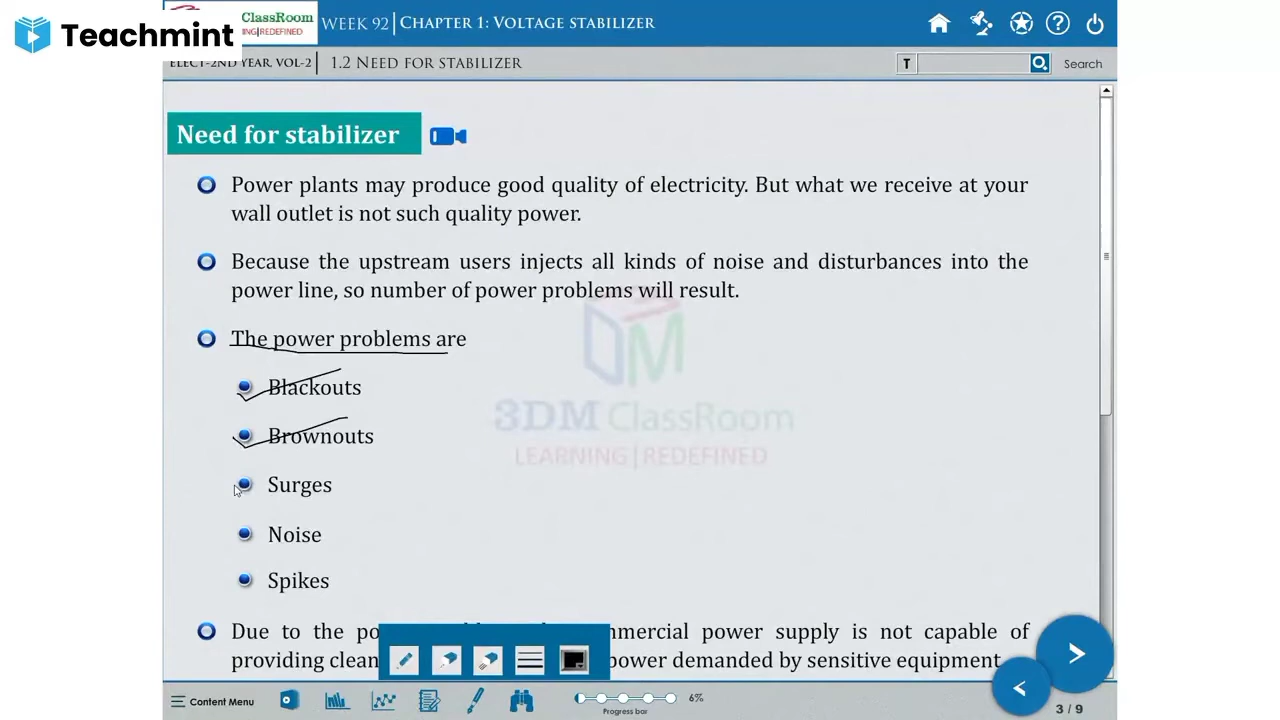 Teachmint
ClassRoom
NG|REDEFINED
WEEK 92 | CHAPTER 1: VOLTAGE STABILIZER
ELECT-2ND YEAR, VOL-2 | 1.2 NEED FOR STABILIZER
T
Search
Need for stabilizer
Power plants may produce good quality of electricity. But what we receive at your
wall outlet is not such quality power.
Because the upstream users injects all kinds of noise and disturbances into the
power line, so number of power problems will result.
The power problems are
Blackouts
Brownouts
Surges
Noise
Spikes
3DM ClassRoom
LEARNING|REDEFINED
Due to the po mmercial power supply is not capable of
providing clean power demanded by sensitive equipment.
Content Menu
6%
Progress bar
3 / 9